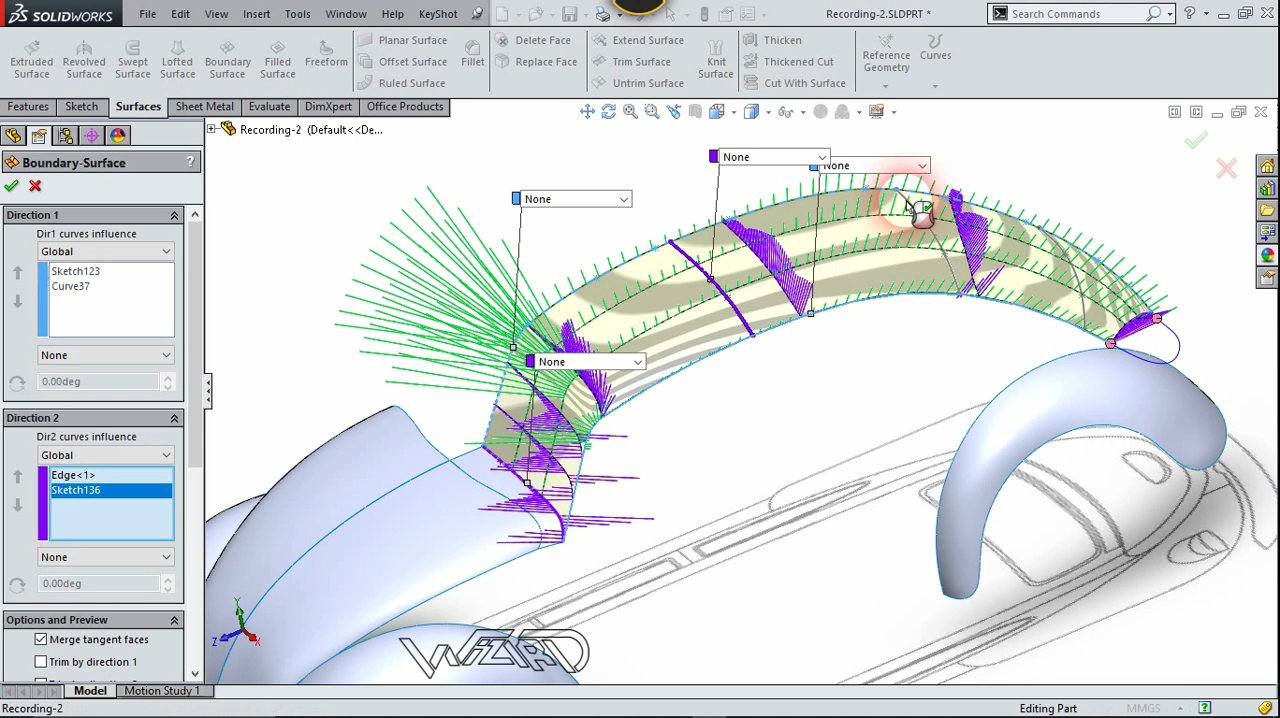 SOLIDWORKS
File Edit View Insert Tools Window Help KeyShot
Recording-2.SLDPRT *
Search Commands
Extruded Surface
Revolved Surface
Swept Surface
Lofted Surface
Boundary Surface
Filled Surface
Freeform
Planar Surface
Offset Surface
Ruled Surface
Fillet
Delete Face
Replace Face
Extend Surface
Trim Surface
Untrim Surface
Knit Surface
Thicken
Thickened Cut
Cut With Surface
Reference Geometry
Curves
Features Sketch Surfaces Sheet Metal Evaluate DimXpert Office Products
Recording-2 (Default<<De...
Boundary-Surface
?
Direction 1
Dir1 curves influence
Global
Sketch123
Curve37
None
0.00deg
Direction 2
Dir2 curves influence
Global
Edge<1>
Sketch136
None
0.00deg
Options and Preview
Merge tangent faces
Trim by direction 1
None
None
None
None
Y
Z
X
WIZARD
Model Motion Study 1
Recording-2
Editing Part
MMGS